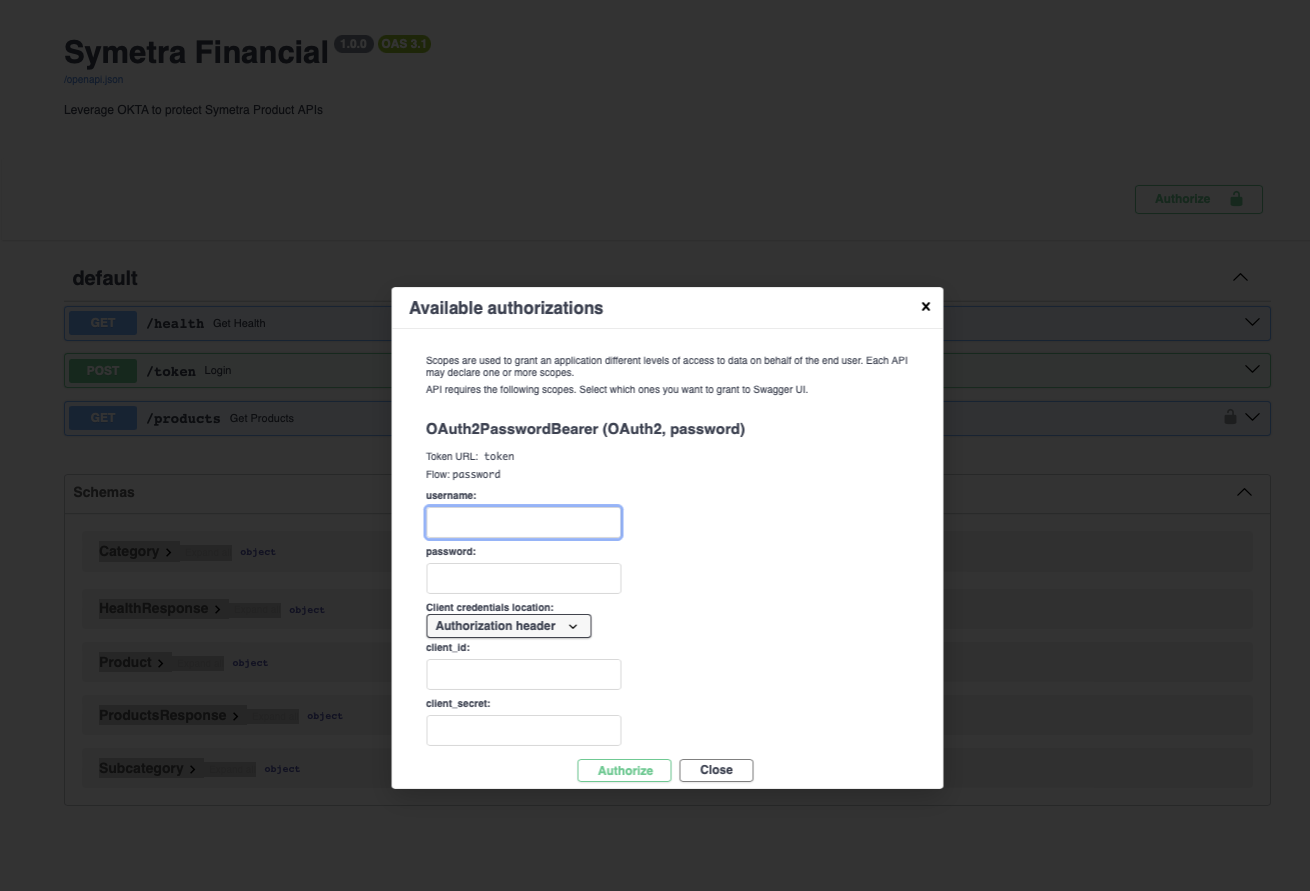 Symetra Financial 1.0.0 OAS 3.1
/openapi.json
Leverage OKTA to protect Symetra Product APIs
Authorize
default
GET /health Get Health
POST /token Login
GET /products Get Products
Schemas
Category object
HealthResponse object
Product object
ProductsResponse object
Subcategory object
Available authorizations
Scopes are used to grant an application different levels of access to data on behalf of the end user. Each API
may declare one or more scopes.
API requires the following scopes. Select which ones you want to grant to Swagger UI.
OAuth2PasswordBearer (OAuth2, password)
Token URL: token
Flow: password
username:
password:
Client credentials location:
Authorization header
client_id:
client_secret:
Authorize Close